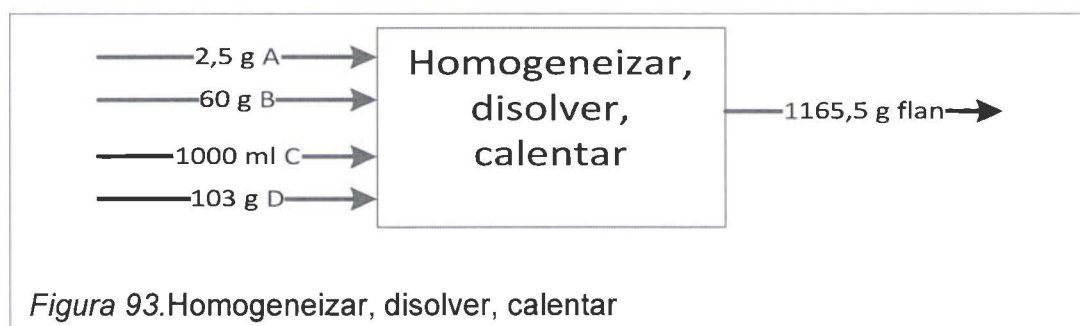 2,5 g A
60 g B
1000 ml C
103 g D
Homogeneizar,
disolver,
calentar
1165,5 g flan
Figura 93.Homogeneizar, disolver, calentar